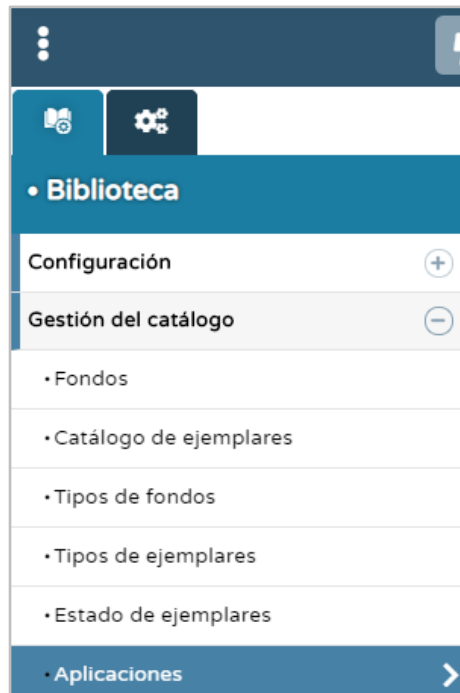 • Biblioteca
Configuración
Gestión del catálogo
• Fondos
• Catálogo de ejemplares
• Tipos de fondos
• Tipos de ejemplares
• Estado de ejemplares
• Aplicaciones